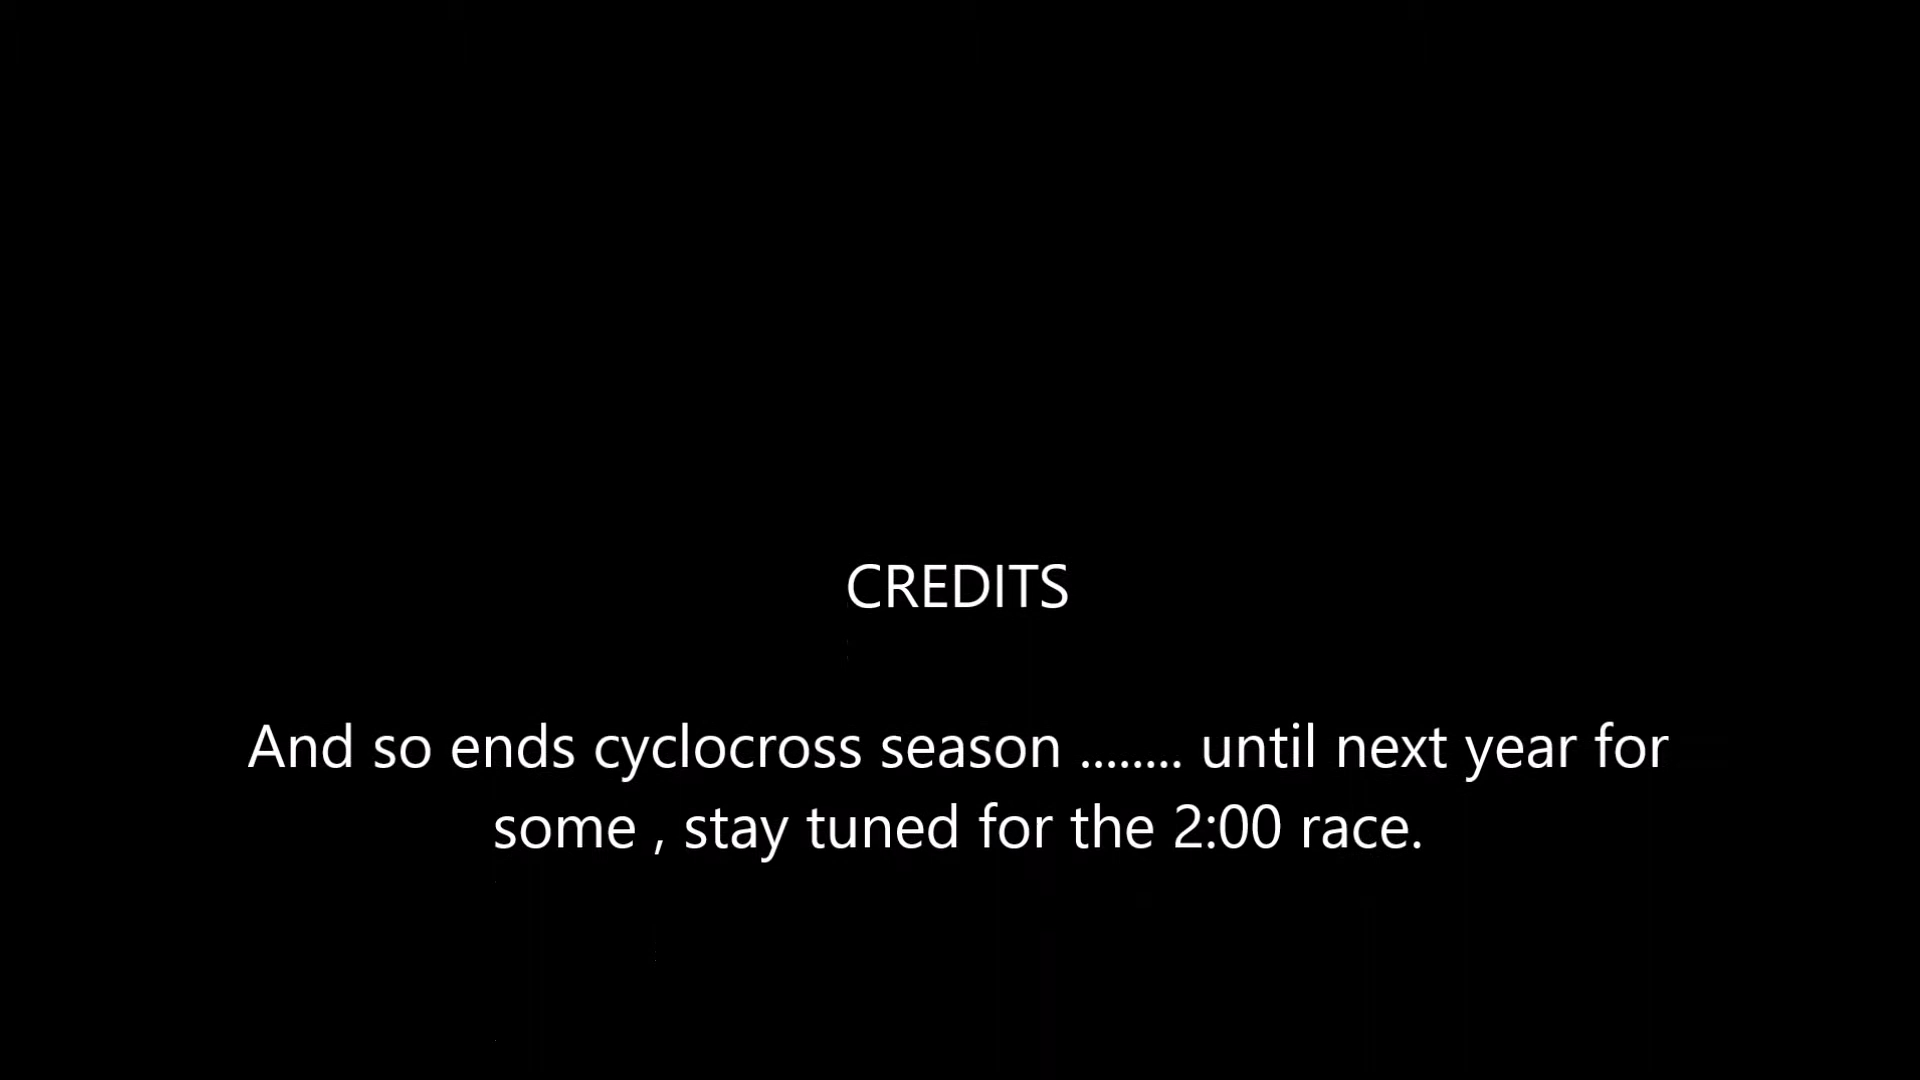 CREDITS
And so ends cyclocross season ........ until next year for
some , stay tuned for the 2:00 race.